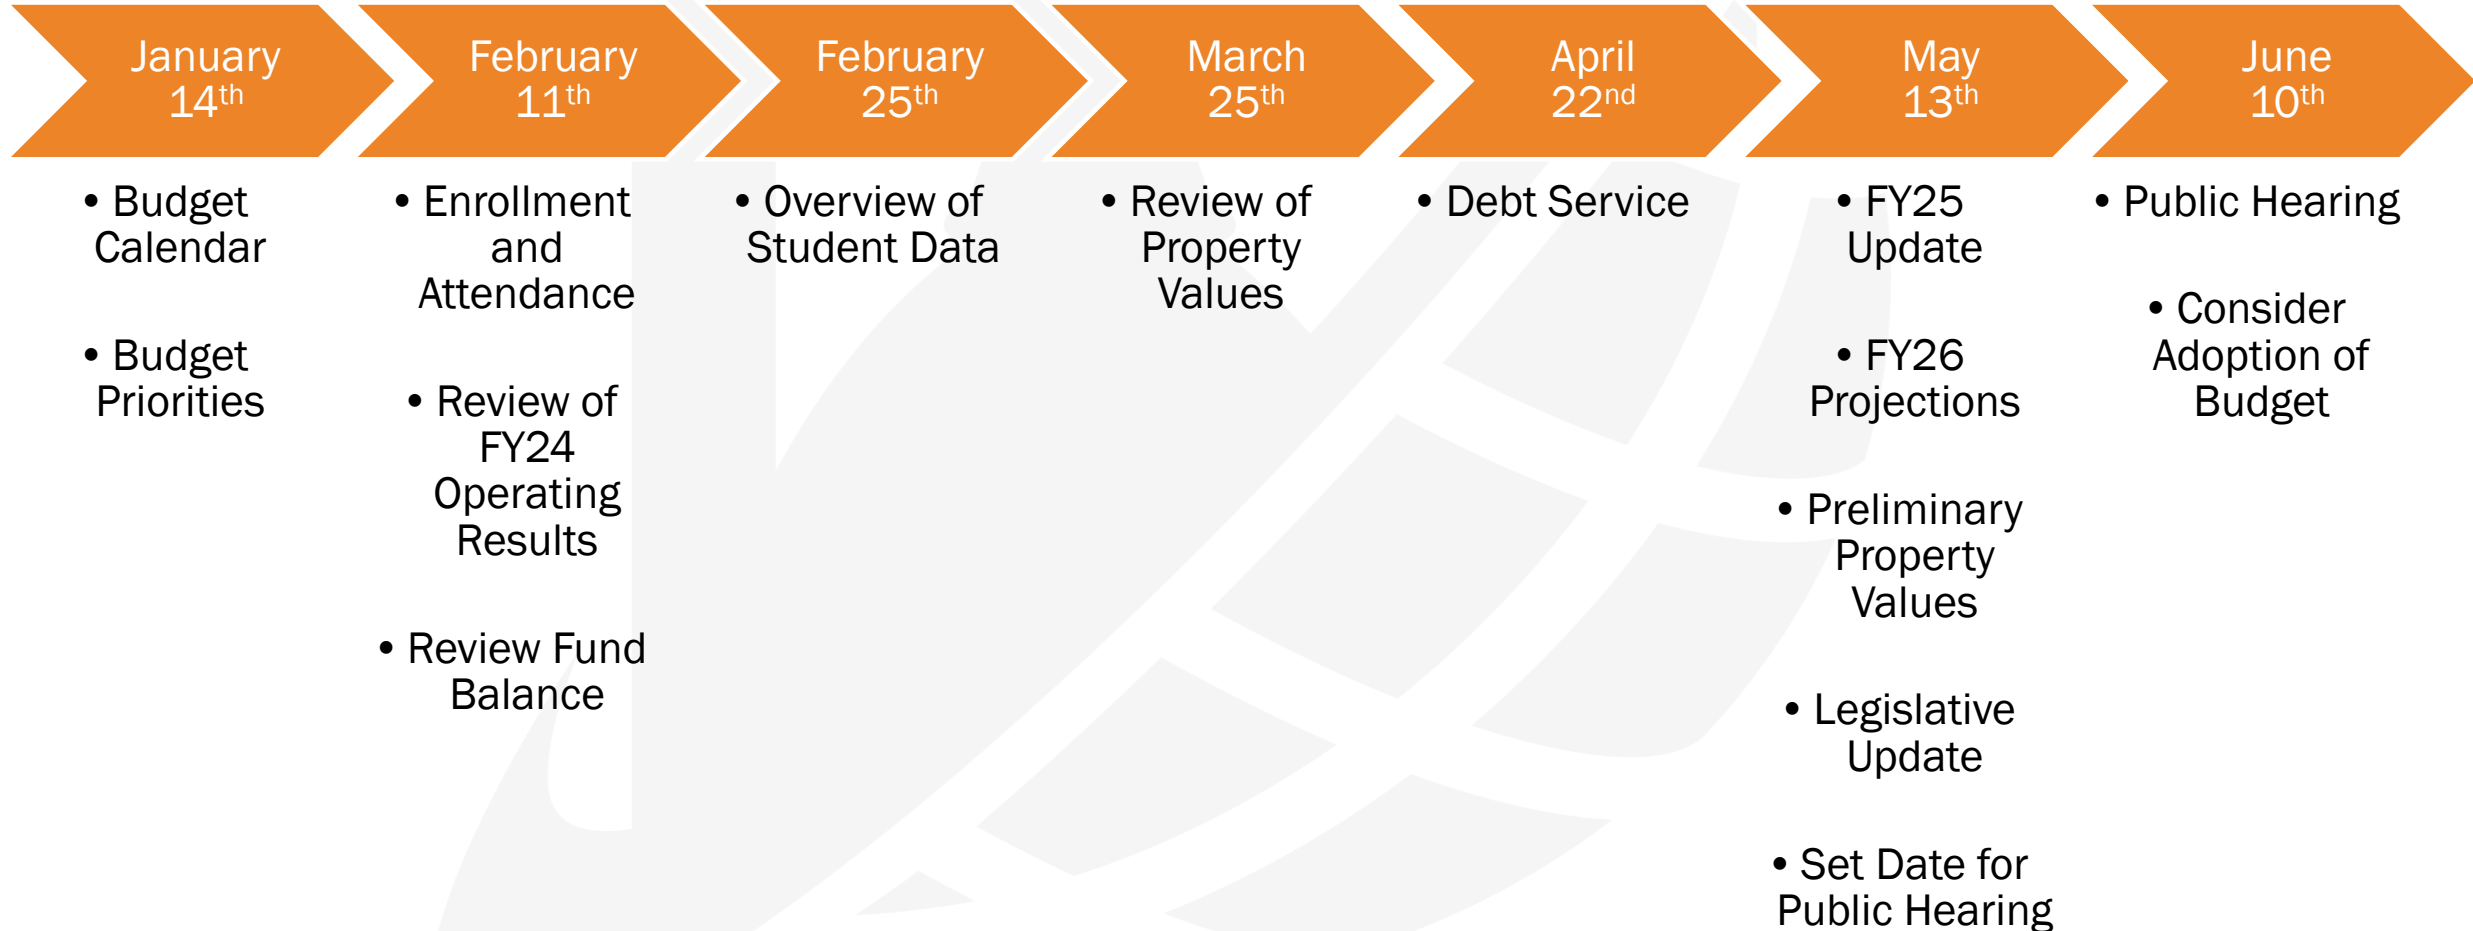 January
14th
February
11th
February
25th
March
25th
April
22nd
May
13th
June
10th
• Budget
Calendar
• Budget
Priorities
• Enrollment
and
Attendance
• Review of
FY24
Operating
Results
• Review Fund
Balance
• Overview of
Student Data
• Review of
Property
Values
• Debt Service
• FY25
Update
• FY26
Projections
• Preliminary
Property
Values
• Legislative
Update
• Set Date for
Public Hearing
• Public Hearing
• Consider
Adoption of
Budget